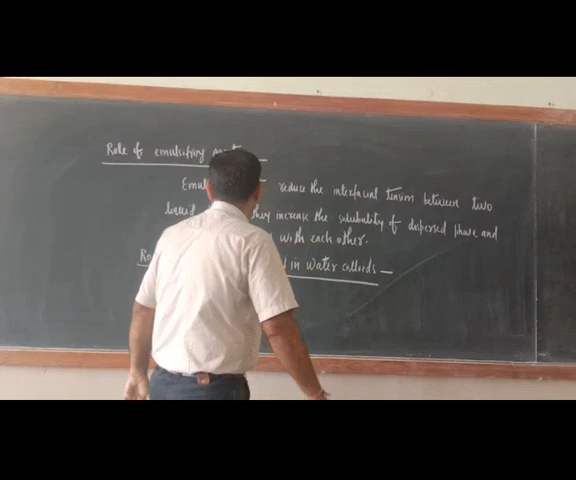 Role of emulsifying
Emul reduce the interfacial tension between two
liquid they increase the solubility of dispersed phase and
with each other.
Ro in water colloids —